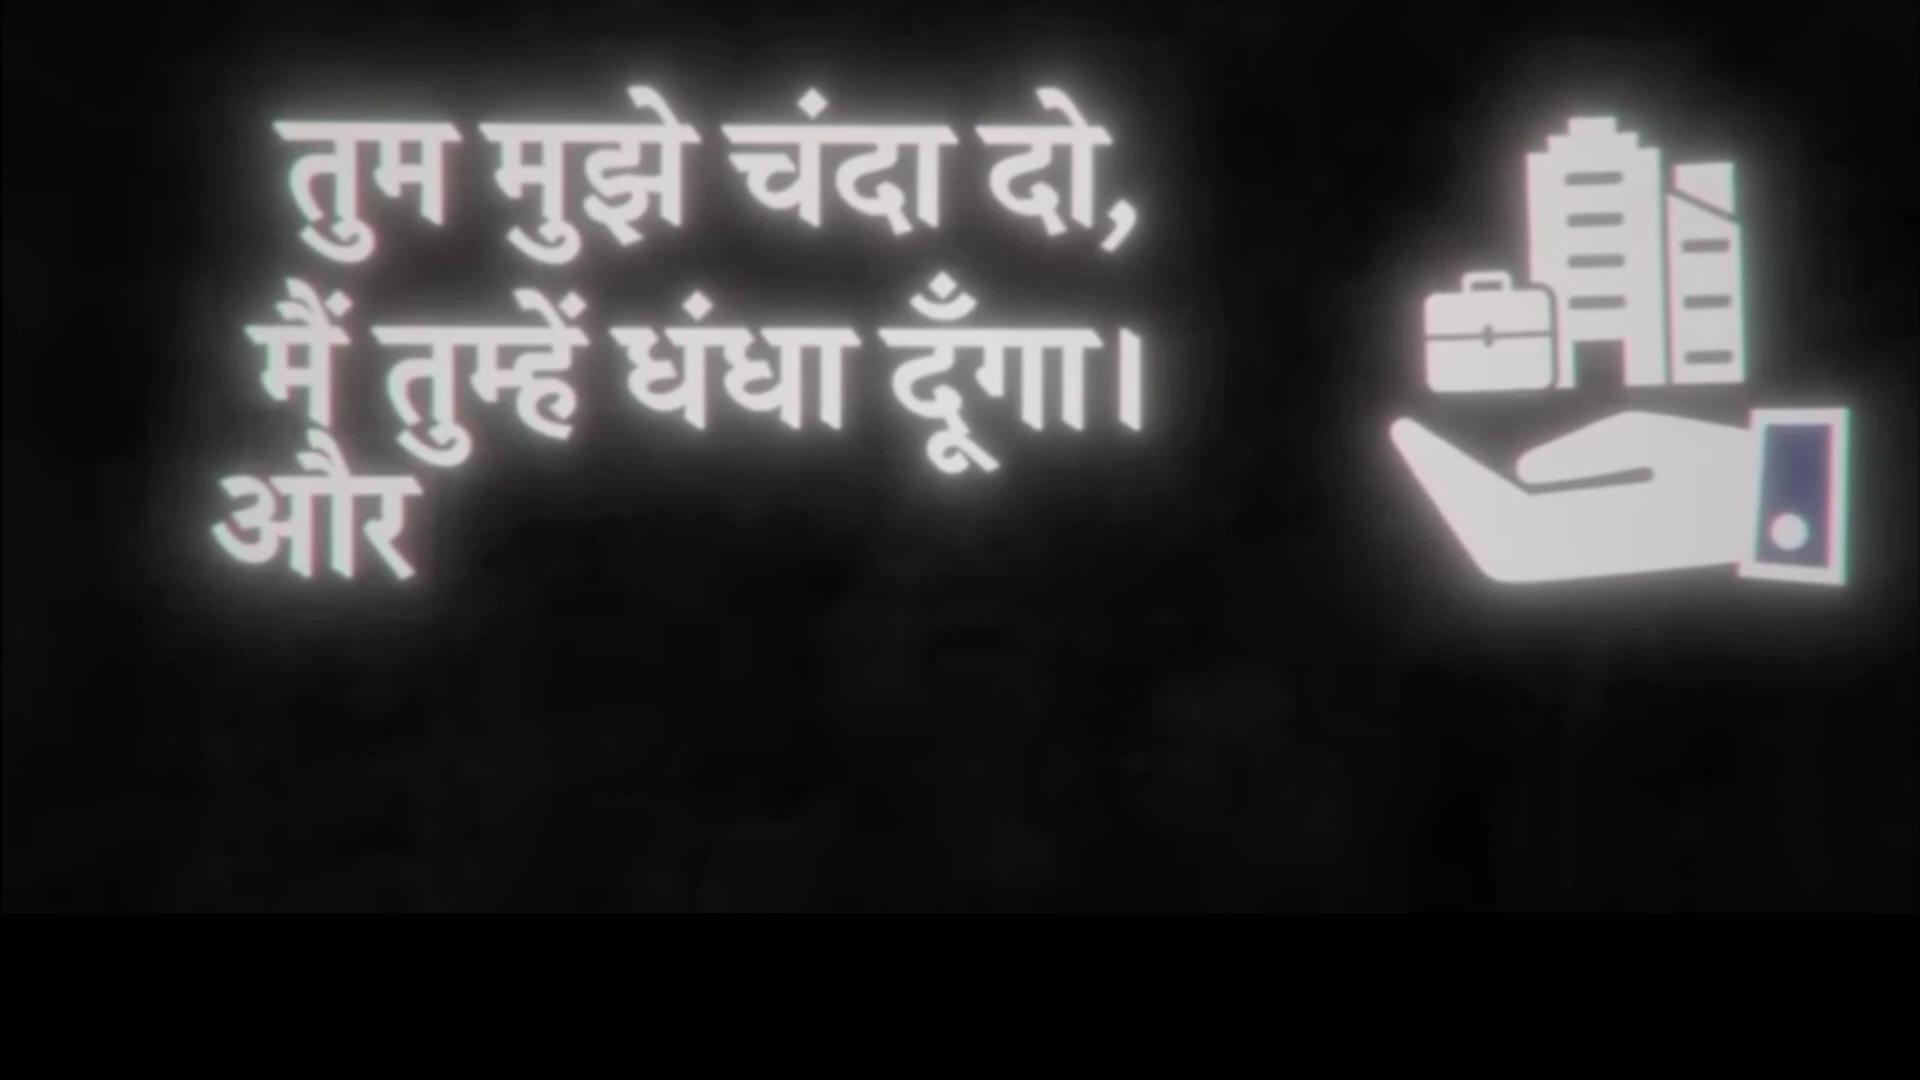 तुम मुझे चंदा दो,
मैं तुम्हें धंधा दूँगा।
और